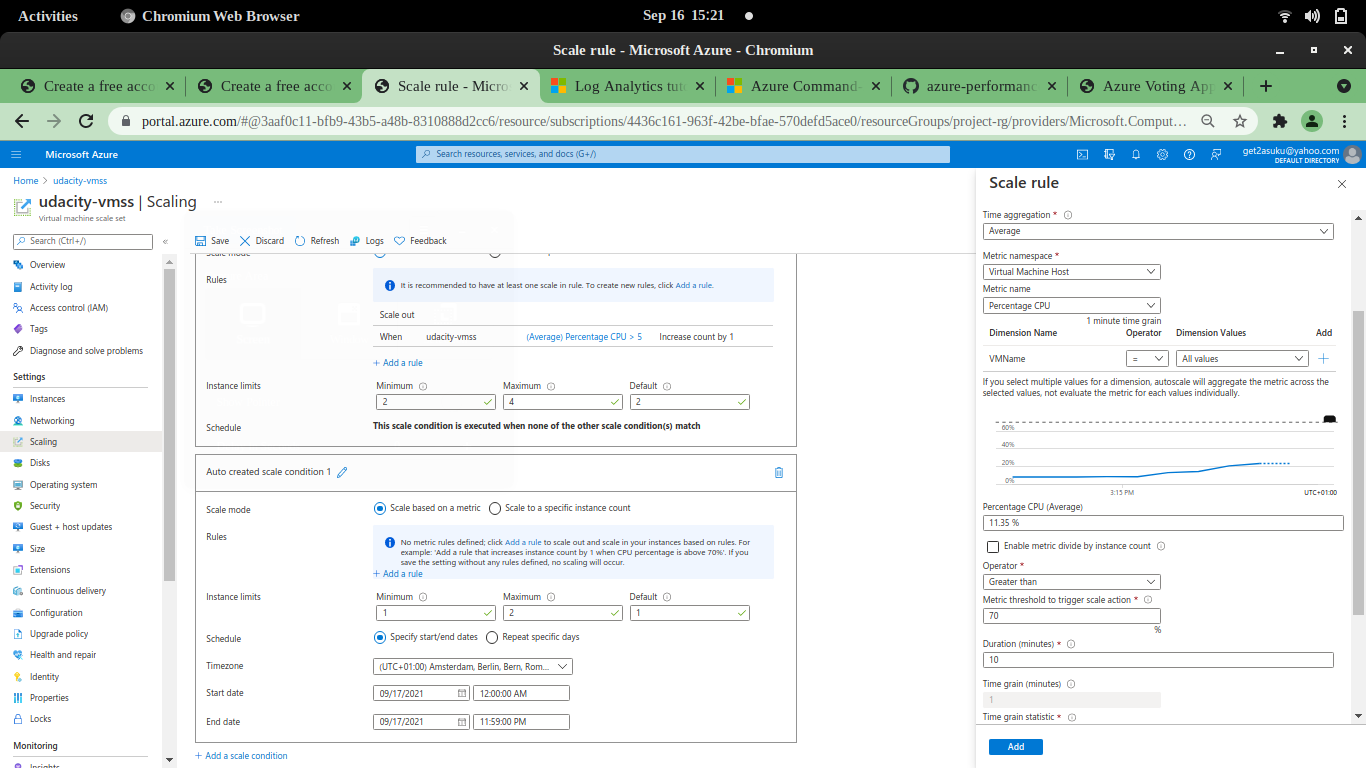 Activities Chromium Web Browser Sep 16 15:21
Scale rule - Microsoft Azure - Chromium
Create a free acco Create a free acco Scale rule - Micros Log Analytics tut Azure Command- azure-performanc Azure Voting App
portal.azure.com/#@3aaf0c11-bfb9-43b5-a48b-8310888d2cc6/resource/subscriptions/4436c161-963f-42be-bfae-570defd5ace0/resourceGroups/project-rg/providers/Microsoft.Comput...
Microsoft Azure
Search resources, services, and docs (G+/)
get2asuku@yahoo.com
DEFAULT DIRECTORY
Home > udacity-vmss
udacity-vmss | Scaling ...
Virtual machine scale set
Search (Ctrl+/) «
Overview
Activity log
Access control (IAM)
Tags
Diagnose and solve problems
Settings
Instances
Networking
Scaling
Disks
Operating system
Security
Guest + host updates
Size
Extensions
Continuous delivery
Configuration
Upgrade policy
Health and repair
Identity
Properties
Locks
Monitoring
Insights
Save Discard Refresh Logs Feedback
Scale mode
Rules
It is recommended to have at least one scale in rule. To create new rules, click Add a rule.
Scale out
When udacity-vmss (Average) Percentage CPU > 5 Increase count by 1
+ Add a rule
Instance limits
Minimum Maximum Default
2 4 2
Schedule This scale condition is executed when none of the other scale condition(s) match
Auto created scale condition 1
Scale mode Scale based on a metric Scale to a specific instance count
Rules
No metric rules defined; click Add a rule to scale out and scale in your instances based on rules. For
example: 'Add a rule that increases instance count by 1 when CPU percentage is above 70%'. If you
save the setting without any rules defined, no scaling will occur.
+ Add a rule
Instance limits
Minimum Maximum Default
1 2 1
Schedule Specify start/end dates Repeat specific days
Timezone (UTC+01:00) Amsterdam, Berlin, Bern, Rom...
Start date 09/17/2021 12:00:00 AM
End date 09/17/2021 11:59:00 PM
+ Add a scale condition
Scale rule
Time aggregation *
Average
Metric namespace *
Virtual Machine Host
Metric name
Percentage CPU
1 minute time grain
Dimension Name Operator Dimension Values Add
VMName = All values +
If you select multiple values for a dimension, autoscale will aggregate the metric across the
selected values, not evaluate the metric for each values individually.
60%
40%
20%
0%
3:15 PM UTC+01:00
Percentage CPU (Average)
11.35 %
Enable metric divide by instance count
Operator *
Greater than
Metric threshold to trigger scale action *
70
%
Duration (minutes) *
10
Time grain (minutes)
1
Time grain statistic *
Add